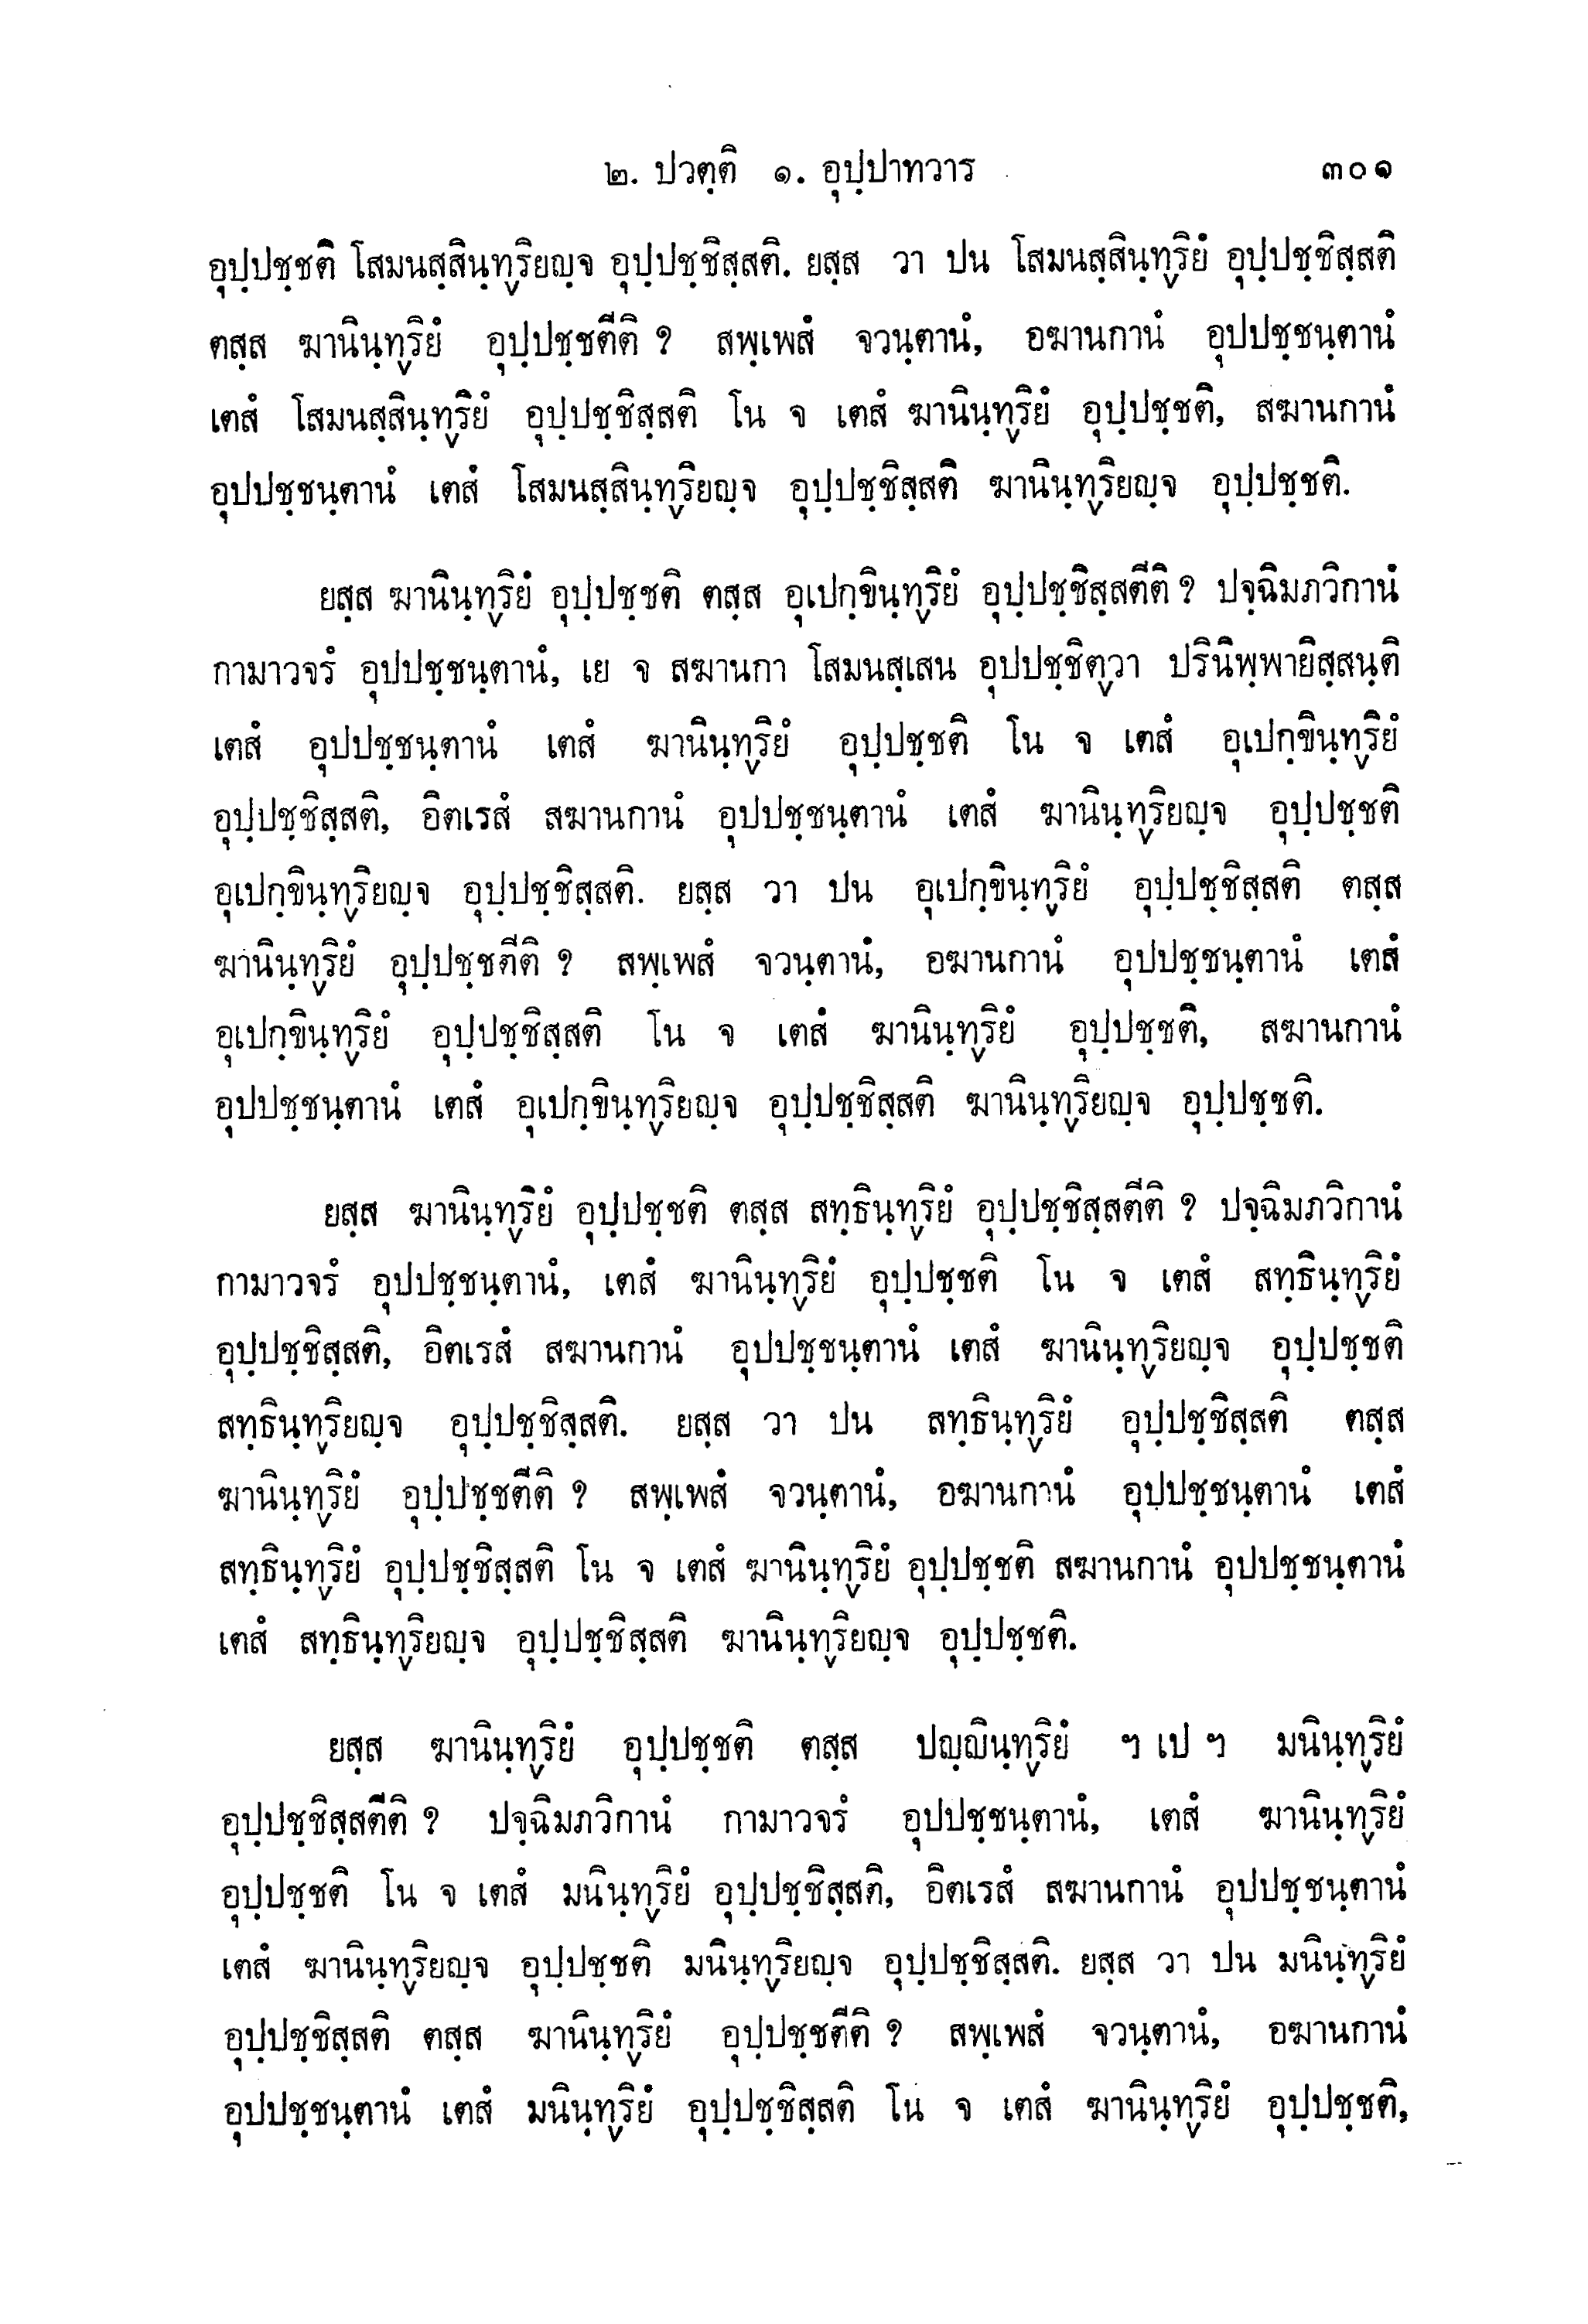 ๒. ปวตฺติ ๑. อุปฺปาทวาร ๓๐๑
อุปฺปชฺชติ โสมนสฺสินฺทฺริยญฺจ อุปฺปชฺชิสฺสติ. ยสฺส วา ปน โสมนสฺสินฺทฺริยํ อุปฺปชฺชิสฺสติ
ตสฺส ฆานินฺทฺริยํ อุปฺปชฺชตีติ ? สพฺเพสํ จวนฺตานํ, อฆานกานํ อุปปชฺชนฺตานํ
เตสํ โสมนสฺสินฺทฺริยํ อุปฺปชฺชิสฺสติ โน จ เตสํ ฆานินฺทฺริยํ อุปฺปชฺชติ, สฆานกานํ
อุปปชฺชนฺตานํ เตสํ โสมนสฺสินฺทฺริยญฺจ อุปฺปชฺชิสฺสติ ฆานินฺทฺริยญฺจ อุปฺปชฺชติ.
ยสฺส ฆานินฺทฺริยํ อุปฺปชฺชติ ตสฺส อุเปกฺขินฺทฺริยํ อุปฺปชฺชิสฺสตีติ ? ปจฺฉิมภวิกานํ
กามาวจรํ อุปปชฺชนฺตานํ, เย จ สฆานกา โสมนสฺเสน อุปปชฺชิตฺวา ปรินิพฺพายิสฺสนฺติ
เตสํ อุปปชฺชนฺตานํ เตสํ ฆานินฺทฺริยํ อุปฺปชฺชติ โน จ เตสํ อุเปกฺขินฺทฺริยํ
อุปฺปชฺชิสฺสติ, อิตเรสํ สฆานกานํ อุปปชฺชนฺตานํ เตสํ ฆานินฺทฺริยญฺจ อุปฺปชฺชติ
อุเปกฺขินฺทฺริยญฺจ อุปฺปชฺชิสฺสติ. ยสฺส วา ปน อุเปกฺขินฺทฺริยํ อุปฺปชฺชิสฺสติ ตสฺส
ฆานินฺทฺริยํ อุปฺปชฺชตีติ ? สพฺเพสํ จวนฺตานํ, อฆานกานํ อุปปชฺชนฺตานํ เตสํ
อุเปกฺขินฺทฺริยํ อุปฺปชฺชิสฺสติ โน จ เตสํ ฆานินฺทฺริยํ อุปฺปชฺชติ, สฆานกานํ
อุปปชฺชนฺตานํ เตสํ อุเปกฺขินฺทฺริยญฺจ อุปฺปชฺชิสฺสติ ฆานินฺทฺริยญฺจ อุปฺปชฺชติ.
ยสฺส ฆานินฺทฺริยํ อุปฺปชฺชติ ตสฺส สทฺธินฺทฺริยํ อุปฺปชฺชิสฺสตีติ ? ปจฺฉิมภวิกานํ
กามาวจรํ อุปปชฺชนฺตานํ, เตสํ ฆานินฺทฺริยํ อุปฺปชฺชติ โน จ เตสํ สทฺธินฺทฺริยํ
อุปฺปชฺชิสฺสติ, อิตเรสํ สฆานกานํ อุปปชฺชนฺตานํ เตสํ ฆานินฺทฺริยญฺจ อุปฺปชฺชติ
สทฺธินฺทฺริยญฺจ อุปฺปชฺชิสฺสติ. ยสฺส วา ปน สทฺธินฺทฺริยํ อุปฺปชฺชิสฺสติ ตสฺส
ฆานินฺทฺริยํ อุปฺปชฺชตีติ ? สพฺเพสํ จวนฺตานํ, อฆานกานํ อุปฺปชฺชนฺตานํ เตสํ
สทฺธินฺทฺริยํ อุปฺปชฺชิสฺสติ โน จ เตสํ ฆานินฺทฺริยํ อุปฺปชฺชติ สฆานกานํ อุปปชฺชนฺตานํ
เตสํ สทฺธินฺทฺริยญฺจ อุปฺปชฺชิสฺสติ ฆานินฺทฺริยญฺจ อุปฺปชฺชติ.
ยสฺส ฆานินฺทฺริยํ อุปฺปชฺชติ ตสฺส ปญฺญินฺทฺริยํ ฯ เป ฯ มนินฺทฺริยํ
อุปฺปชฺชิสฺสตีติ ? ปจฺฉิมภวิกานํ กามาวจรํ อุปปชฺชนฺตานํ, เตสํ ฆานินฺทฺริยํ
อุปฺปชฺชติ โน จ เตสํ มนินฺทฺริยํ อุปฺปชฺชิสฺสติ, อิตเรสํ สฆานกานํ อุปปชฺชนฺตานํ
เตสํ ฆานินฺทฺริยญฺจ อุปฺปชฺชติ มนินฺทฺริยญฺจ อุปฺปชฺชิสฺสติ. ยสฺส วา ปน มนินฺทฺริยํ
อุปฺปชฺชิสฺสติ ตสฺส ฆานินฺทฺริยํ อุปฺปชฺชตีติ ? สพฺเพสํ จวนฺตานํ, อฆานกานํ
อุปปชฺชนฺตานํ เตสํ มนินฺทฺริยํ อุปฺปชฺชิสฺสติ โน จ เตสํ ฆานินฺทฺริยํ อุปฺปชฺชติ,